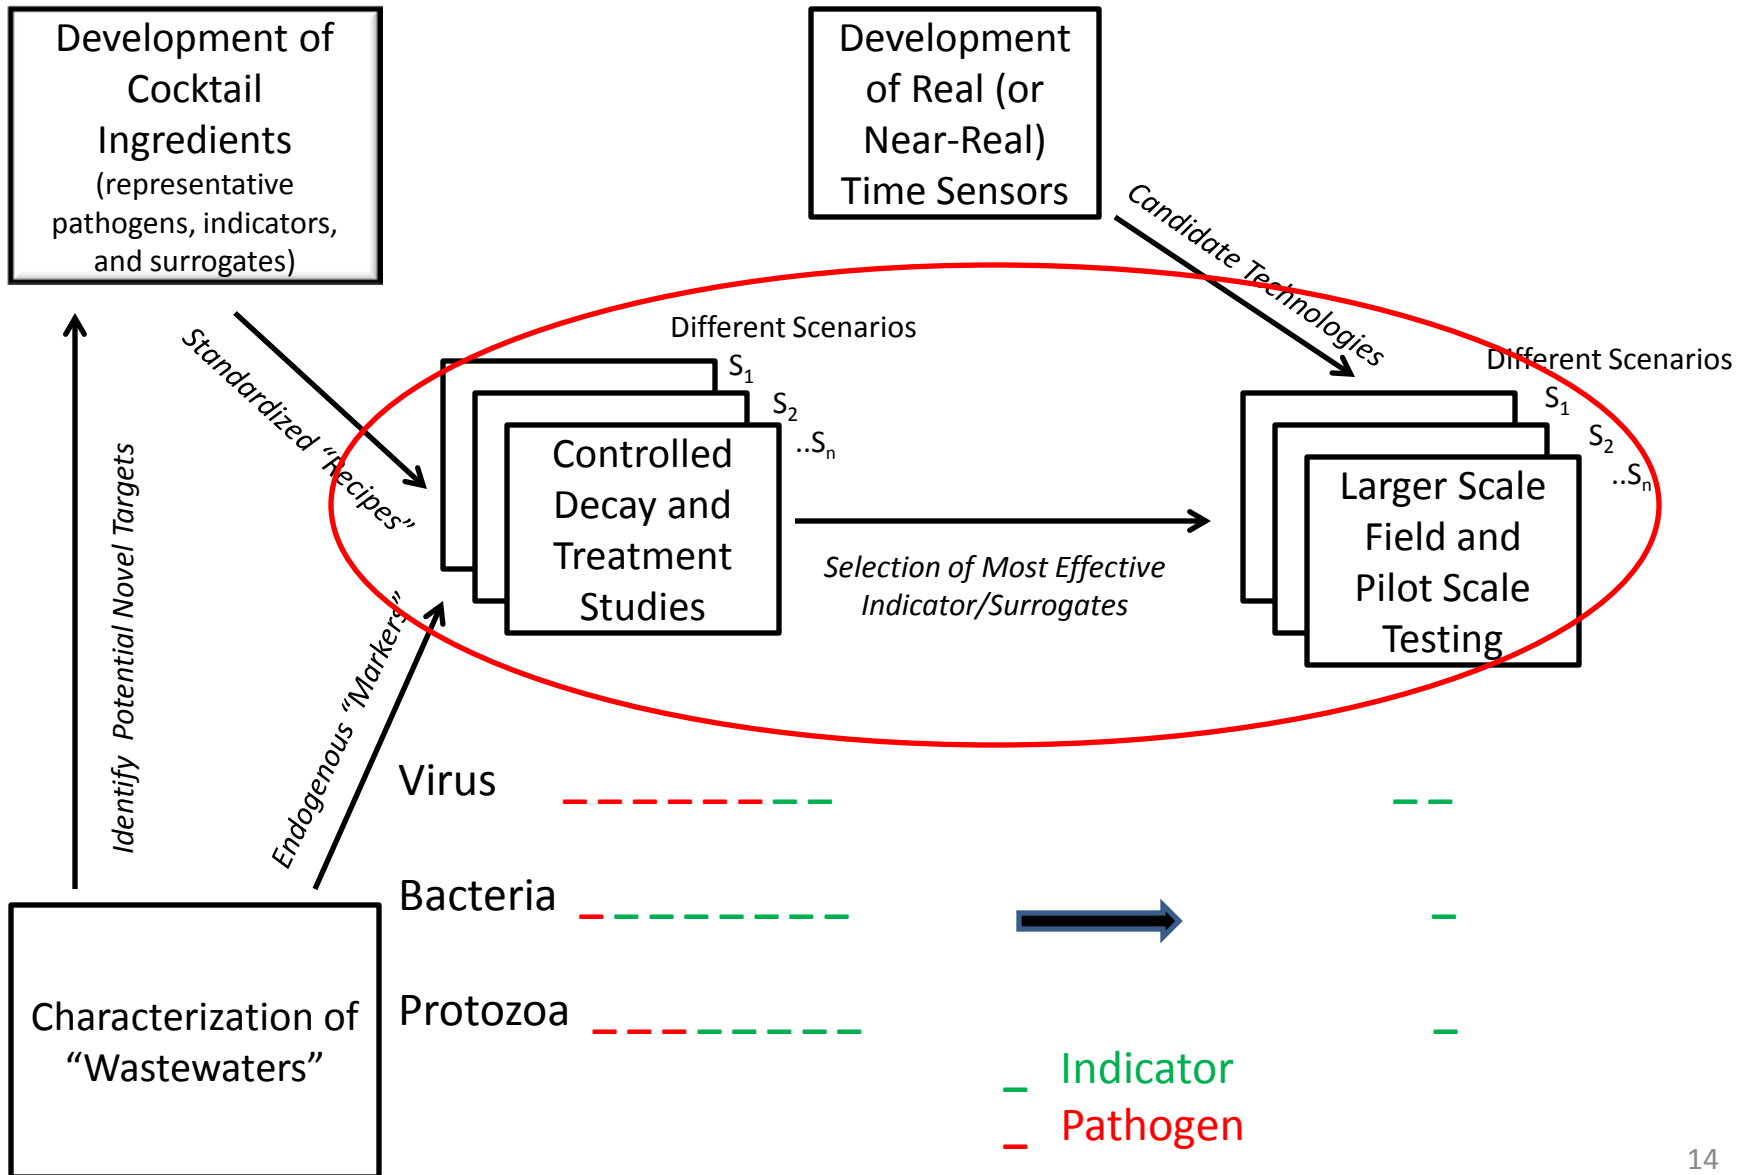 Development of
Cocktail
Ingredients
(representative
pathogens, indicators,
and surrogates)
Development
of Real (or
Near-Real)
Time Sensors
Candidate Technologies
Standardized “Recipes”
Different Scenarios
S1
S2
..Sn
Controlled
Decay and
Treatment
Studies
Selection of Most Effective
Indicator/Surrogates
Different Scenarios
S1
S2
..Sn
Larger Scale
Field and
Pilot Scale
Testing
Identify Potential Novel Targets
Endogenous “Markers”
Virus _ _ _ _ _ _ _ _ _ _
Bacteria _ _ _ _ _ _ _ _ _
Protozoa _ _ _ _ _ _ _ _ _
Characterization of
“Wastewaters”
_ Indicator
_ Pathogen
14